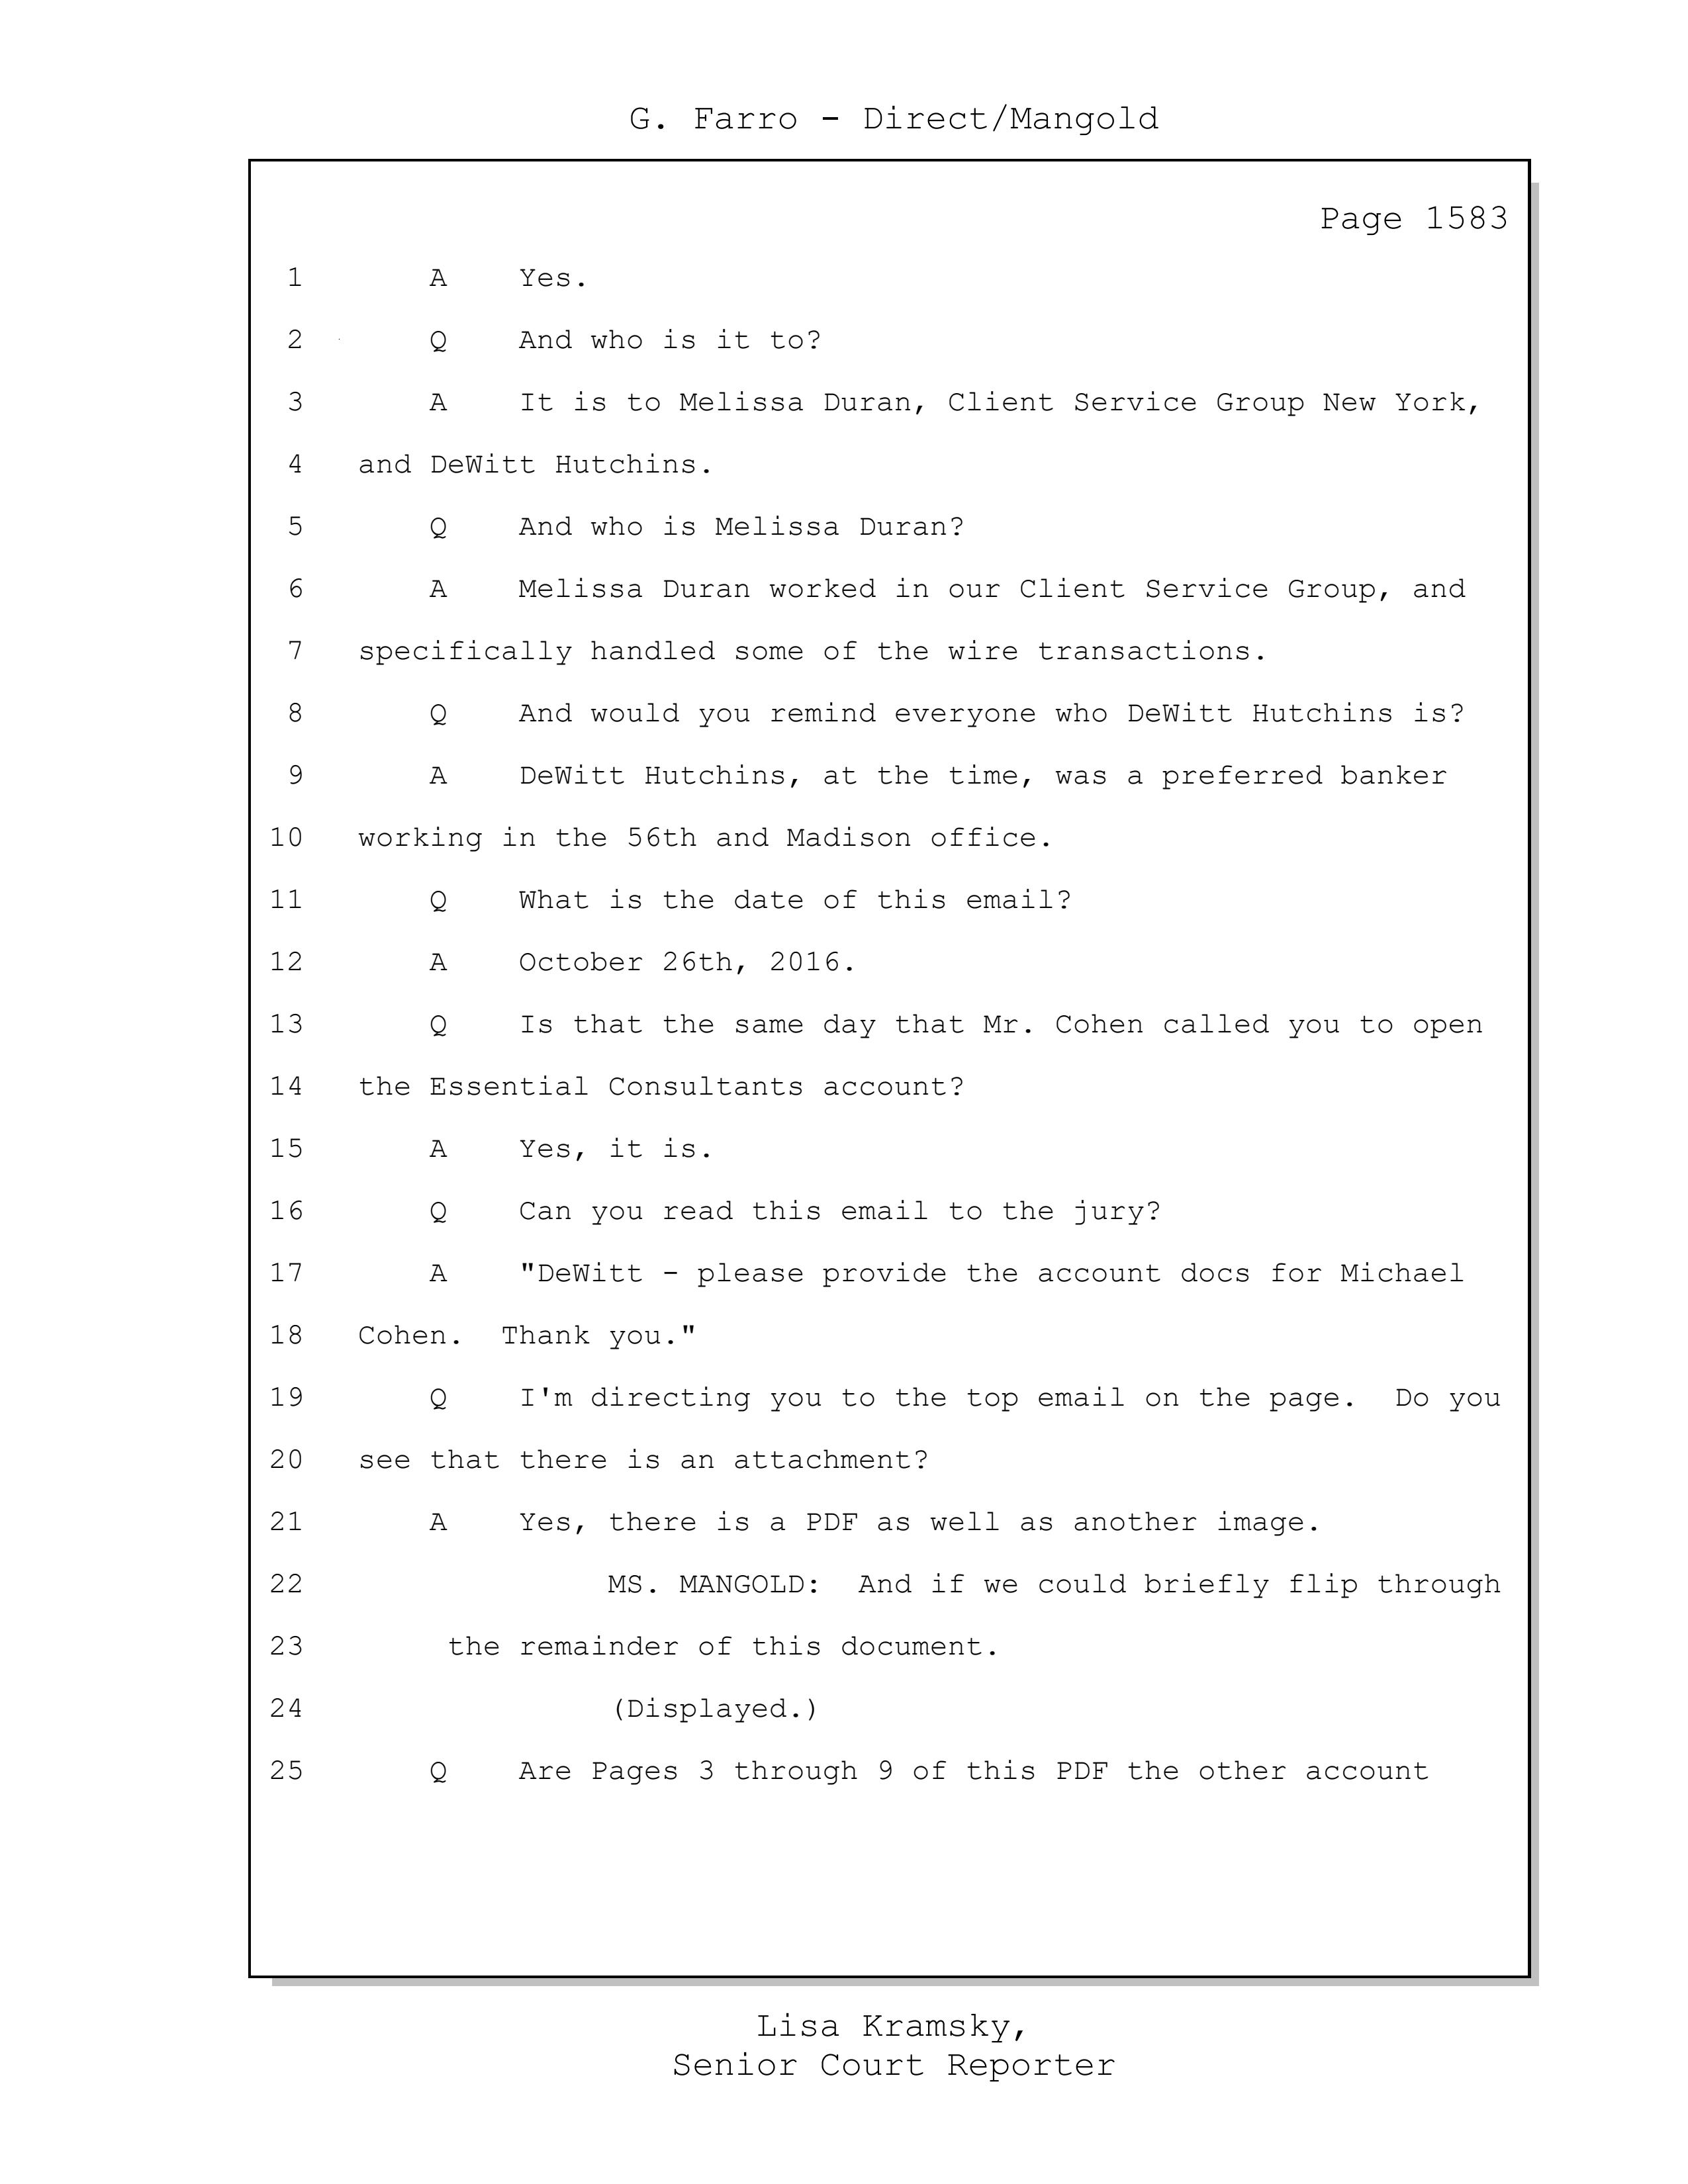 G. Farro - Direct/Mangold
Page 1583
1 A Yes.
2 Q And who is it to?
3 A It is to Melissa Duran, Client Service Group New York,
4 and DeWitt Hutchins.
5 Q And who is Melissa Duran?
6 A Melissa Duran worked in our Client Service Group, and
7 specifically handled some of the wire transactions.
8 Q And would you remind everyone who DeWitt Hutchins is?
9 A DeWitt Hutchins, at the time, was a preferred banker
10 working in the 56th and Madison office.
11 Q What is the date of this email?
12 A October 26th, 2016.
13 Q Is that the same day that Mr. Cohen called you to open
14 the Essential Consultants account?
15 A Yes, it is.
16 Q Can you read this email to the jury?
17 A "DeWitt - please provide the account docs for Michael
18 Cohen. Thank you."
19 Q I'm directing you to the top email on the page. Do you
20 see that there is an attachment?
21 A Yes, there is a PDF as well as another image.
22 MS. MANGOLD: And if we could briefly flip through
23 the remainder of this document.
24 (Displayed.)
25 Q Are Pages 3 through 9 of this PDF the other account
Lisa Kramsky,
Senior Court Reporter